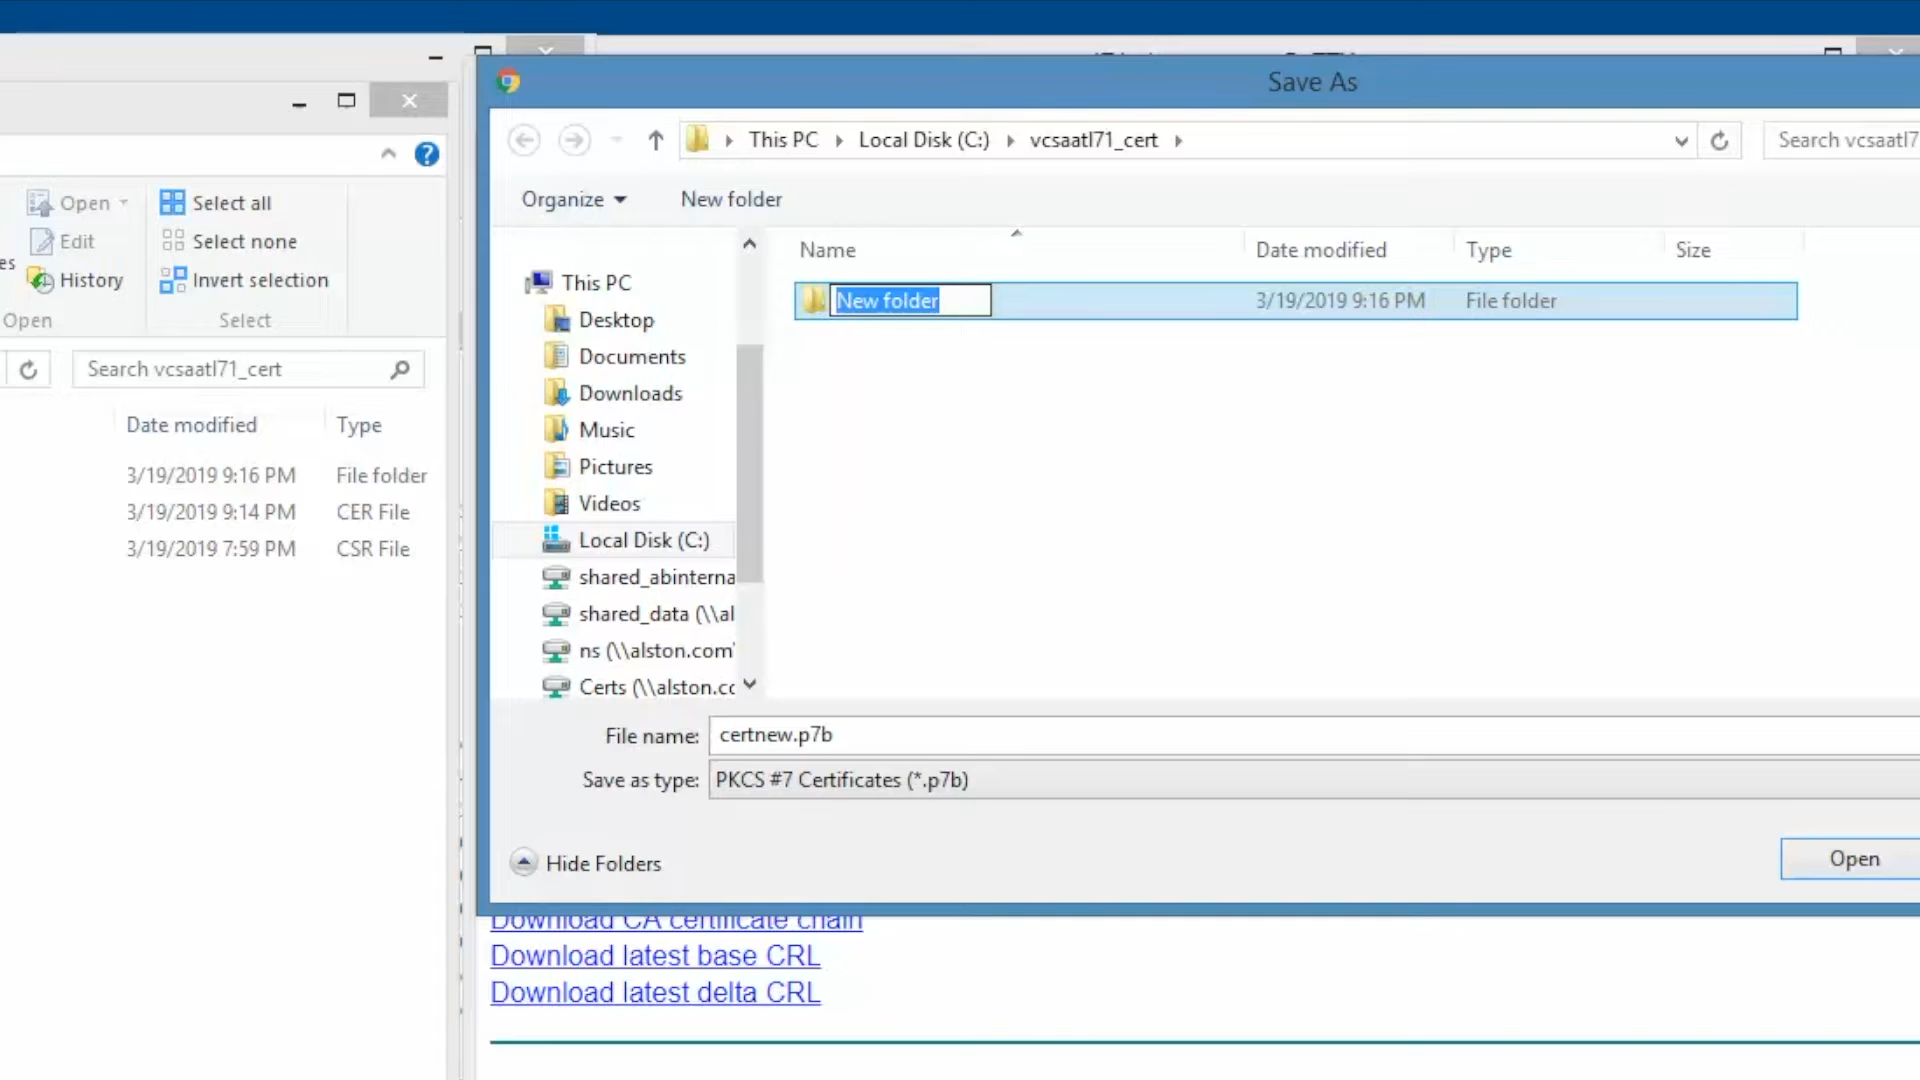 Save As
This PC
Local Disk (C:)
vcsaatl71_cert
Search vcsaatl7
Organize
New folder
Open
Edit
es
History
Open
Select all
Select none
Invert selection
Select
Search vcsaatl71_cert
Date modified
Type
3/19/2019 9:16 PM
File folder
3/19/2019 9:14 PM
CER File
3/19/2019 7:59 PM
CSR File
This PC
Desktop
Documents
Downloads
Music
Pictures
Videos
Local Disk (C:)
shared_abinterna
shared_data (\\al
ns (\\alston.com
Certs (\\alston.cc
Name
Date modified
Type
Size
New folder
3/19/2019 9:16 PM
File folder
File name:
certnew.p7b
Save as type:
PKCS #7 Certificates (*.p7b)
Hide Folders
Open
Download CA certificate chain
Download latest base CRL
Download latest delta CRL